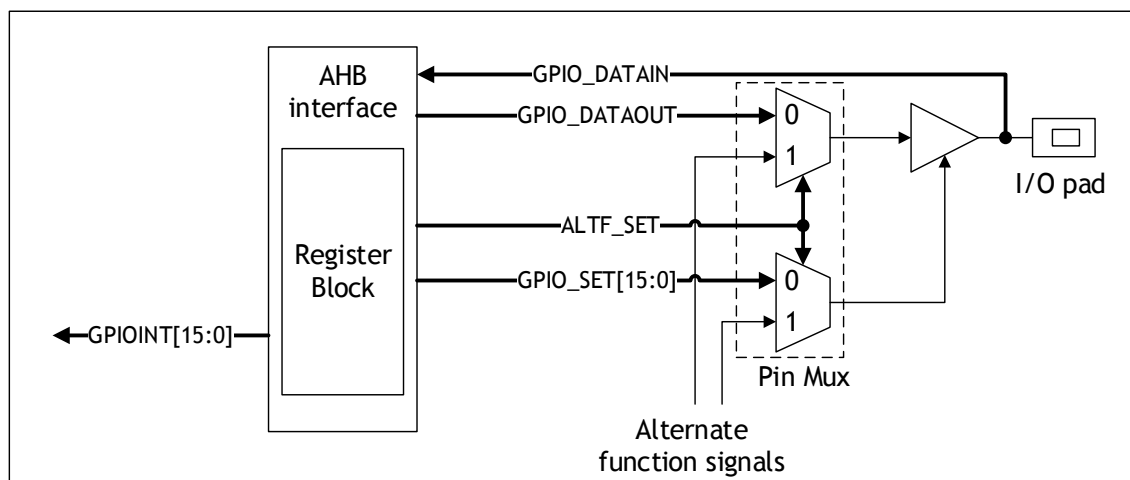 AHB
interface
GPIO_DATAIN
GPIO_DATAOUT
0
1
I/O pad
ALTF_SET
Register
Block
GPIO_SET[15:0]
0
1
GPIOINT[15:0]
Pin Mux
Alternate
function signals